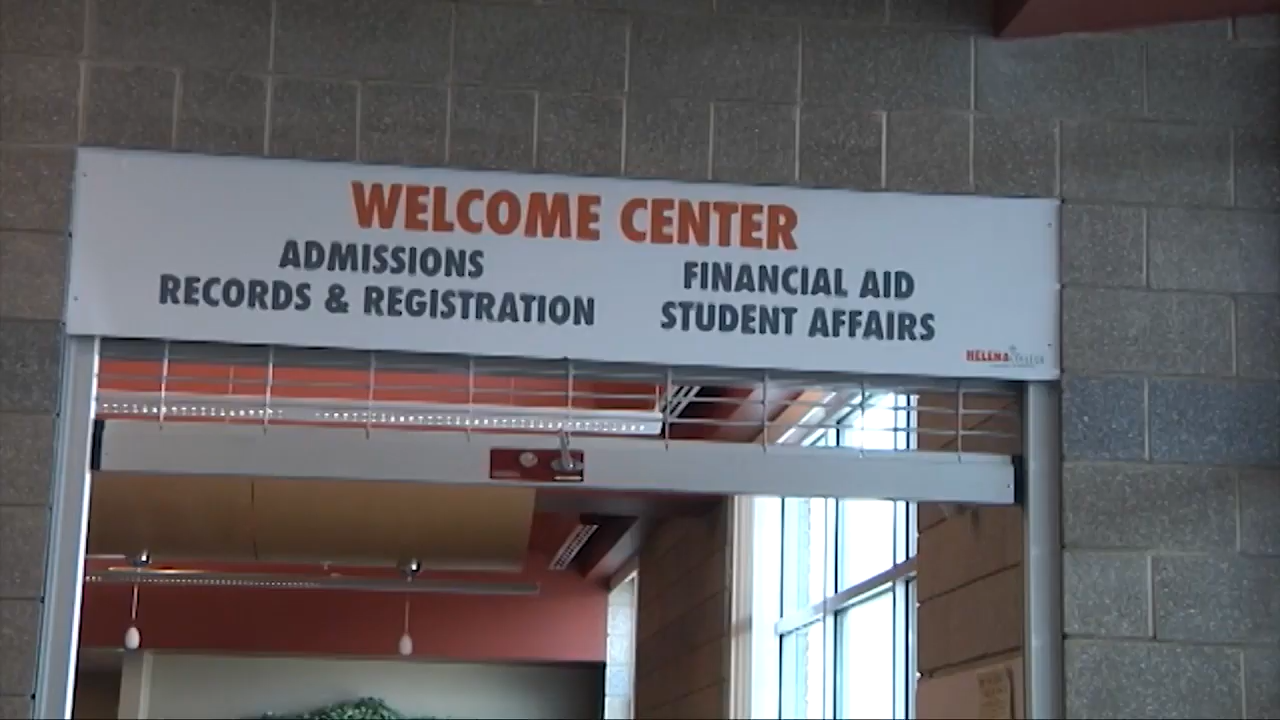 WELCOME CENTER
ADMISSIONS
RECORDS & REGISTRATION
FINANCIAL AID
STUDENT AFFAIRS
HELENA